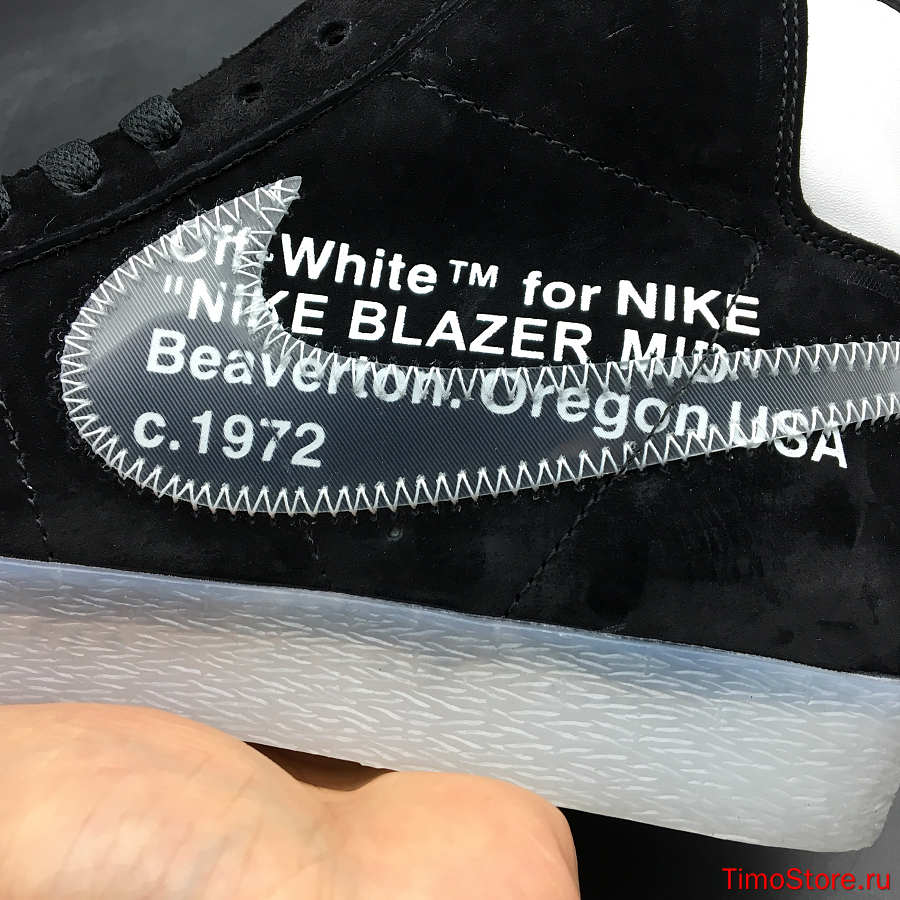 Off-White™ for NIKE
"NIKE BLAZER MID"
Beaverton. Oregon USA
c.1972
TimoStore.ru